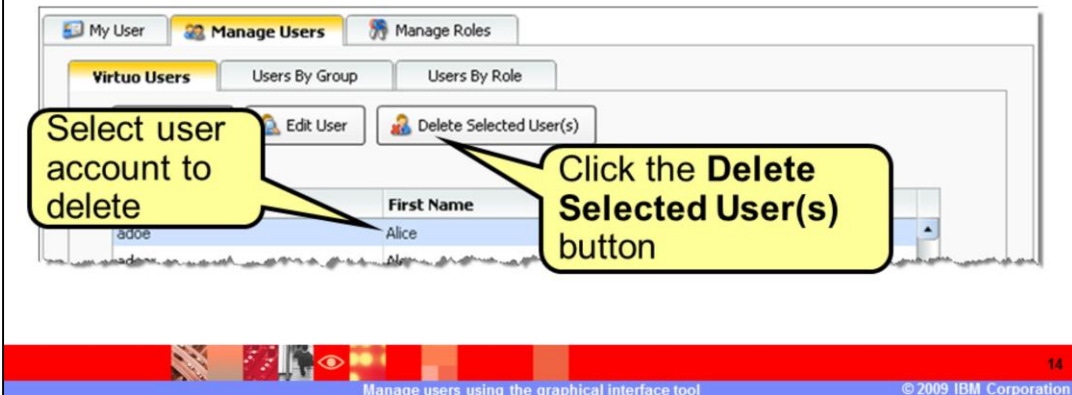 My User Manage Users Manage Roles
Virtuo Users Users By Group Users By Role
Edit User Delete Selected User(s)
Select user
account to
delete
Click the Delete
Selected User(s)
button
First Name
adoe Alice
14
Manage users using the graphical interface tool © 2009 IBM Corporation